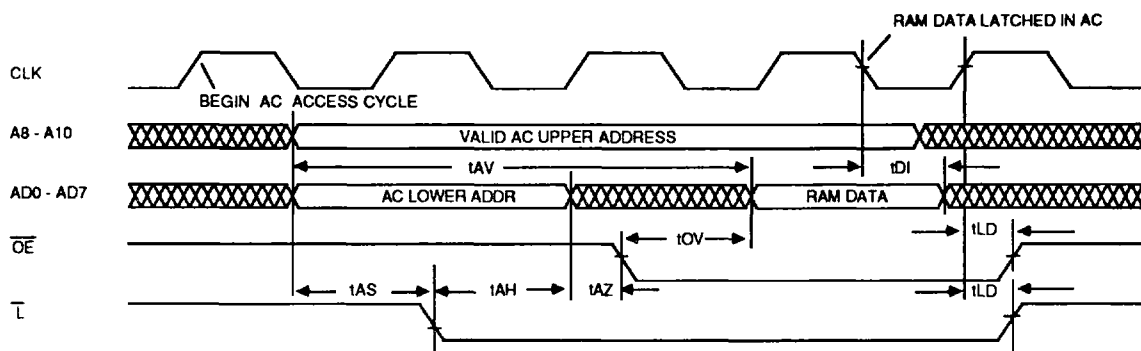 RAM DATA LATCHED IN AC
CLK
BEGIN AC ACCESS CYCLE
A8 - A10
VALID AC UPPER ADDRESS
tAV
tDI
AD0 - AD7
AC LOWER ADDR
RAM DATA
OE
tOV
tLD
tAS
tAH
tAZ
tLD
L